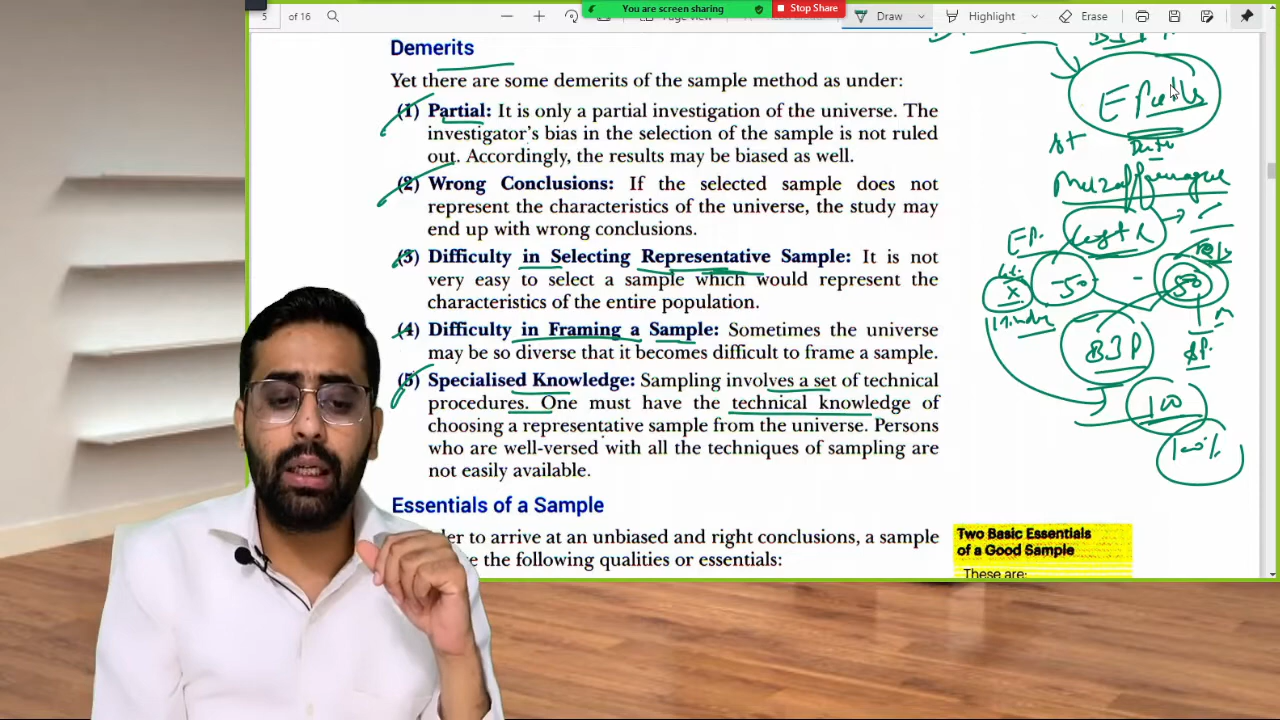 5 of 16
You are screen sharing
Stop Share
Draw
Highlight
Erase
Demerits
Yet there are some demerits of the sample method as under:
(1) Partial: It is only a partial investigation of the universe. The
investigator's bias in the selection of the sample is not ruled
out. Accordingly, the results may be biased as well.
(2) Wrong Conclusions: If the selected sample does not
represent the characteristics of the universe, the study may
end up with wrong conclusions.
(3) Difficulty in Selecting Representative Sample: It is not
very easy to select a sample which would represent the
characteristics of the entire population.
(4) Difficulty in Framing a Sample: Sometimes the universe
may be so diverse that it becomes difficult to frame a sample.
(5) Specialised Knowledge: Sampling involves a set of technical
procedures. One must have the technical knowledge of
choosing a representative sample from the universe. Persons
who are well-versed with all the techniques of sampling are
not easily available.
Essentials of a Sample
to arrive at an unbiased and right conclusions, a sample
the following qualities or essentials:
Two Basic Essentials
of a Good Sample
These are:
50
50
BJP
100
100%